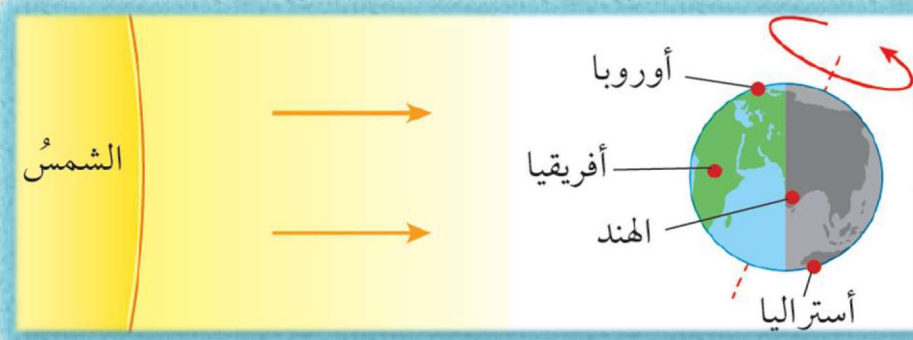 أوروبا
الشمسُ
أفريقيا
الهند
أستراليا